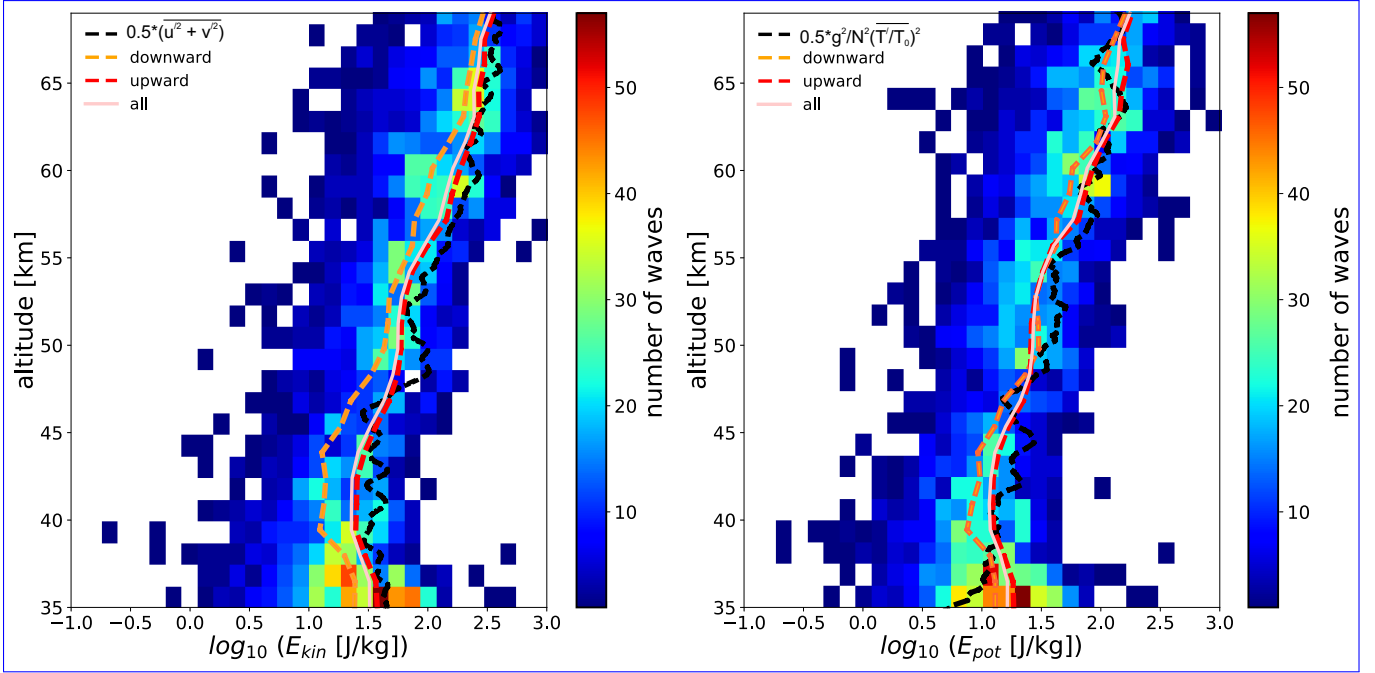 0.5*(u'² + v'²)
downward
upward
all
65
60
55
50
45
40
35
altitude [km]
−1.0 −0.5 0.0 0.5 1.0 1.5 2.0 2.5 3.0
log₁₀ (E_kin [J/kg])
50
40
30
20
10
number of waves
0.5*g²/N²(T'/T₀)²
downward
upward
all
65
60
55
50
45
40
35
altitude [km]
−1.0 −0.5 0.0 0.5 1.0 1.5 2.0 2.5 3.0
log₁₀ (E_pot [J/kg])
50
40
30
20
10
number of waves